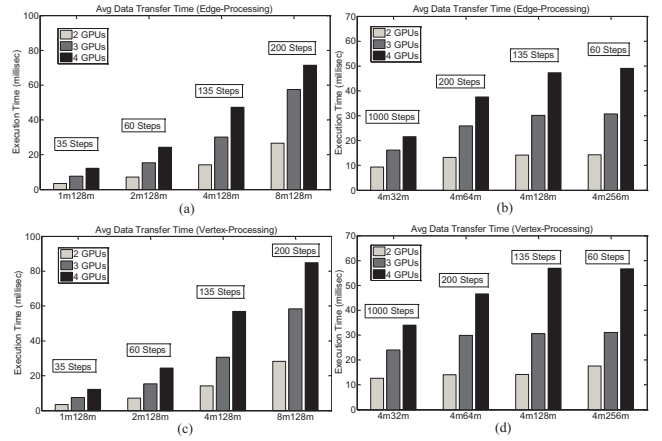 Avg Data Transfer Time (Edge-Processing)
100
80
60
40
20
0
Execution Time (millisec)
2 GPUs
3 GPUs
4 GPUs
35 Steps
60 Steps
135 Steps
200 Steps
1m128m
2m128m
4m128m
8m128m
(a)
Avg Data Transfer Time (Edge-Processing)
70
60
50
40
30
20
10
0
Execution Time (millisec)
2 GPUs
3 GPUs
4 GPUs
1000 Steps
200 Steps
135 Steps
60 Steps
4m32m
4m64m
4m128m
4m256m
(b)
Avg Data Transfer Time (Vertex-Processing)
100
80
60
40
20
0
Execution Time (millisec)
2 GPUs
3 GPUs
4 GPUs
35 Steps
60 Steps
135 Steps
200 Steps
1m128m
2m128m
4m128m
8m128m
(c)
Avg Data Transfer Time (Vertex-Processing)
70
60
50
40
30
20
10
0
Execution Time (millisec)
2 GPUs
3 GPUs
4 GPUs
1000 Steps
200 Steps
135 Steps
60 Steps
4m32m
4m64m
4m128m
4m256m
(d)